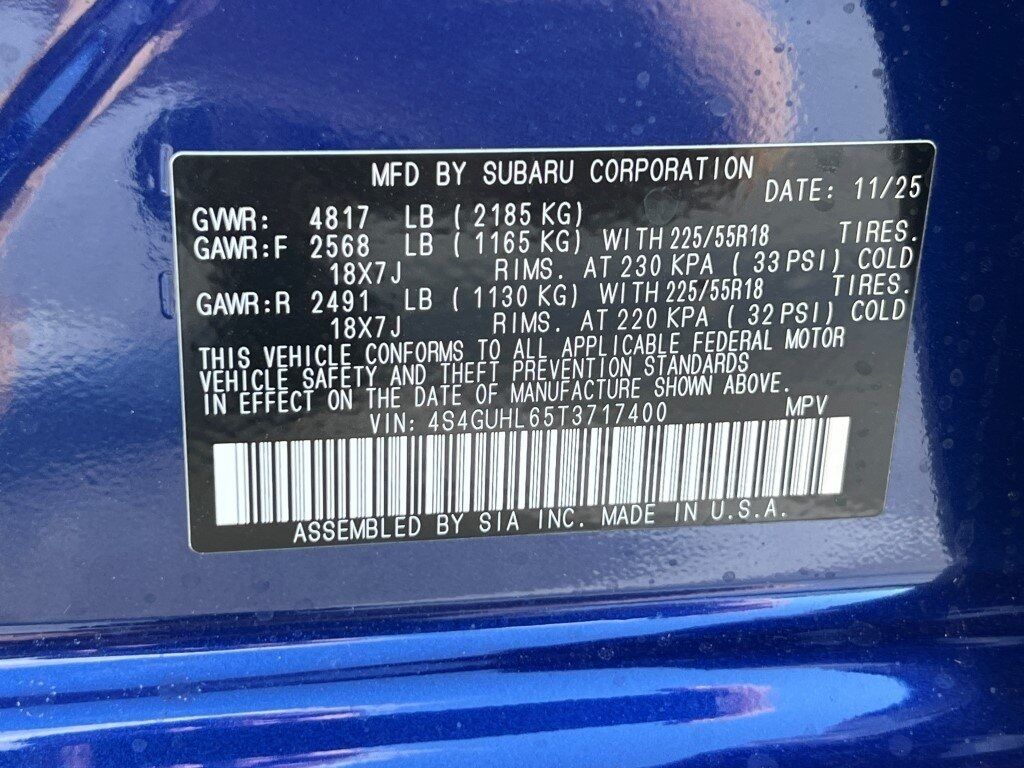 MFD BY SUBARU CORPORATION
DATE: 11/25
GVWR: 4817 LB ( 2185 KG)
GAWR:F 2568 LB ( 1165 KG) WITH 225/55R18 TIRES.
18X7J RIMS. AT 230 KPA ( 33 PSI) COLD
GAWR:R 2491 LB ( 1130 KG) WITH 225/55R18 TIRES.
18X7J RIMS. AT 220 KPA ( 32 PSI) COLD
THIS VEHICLE CONFORMS TO ALL APPLICABLE FEDERAL MOTOR
VEHICLE SAFETY AND THEFT PREVENTION STANDARDS
IN EFFECT ON THE DATE OF MANUFACTURE SHOWN ABOVE.
VIN: 4S4GUHL65T3717400 MPV
ASSEMBLED BY SIA INC. MADE IN U.S.A.